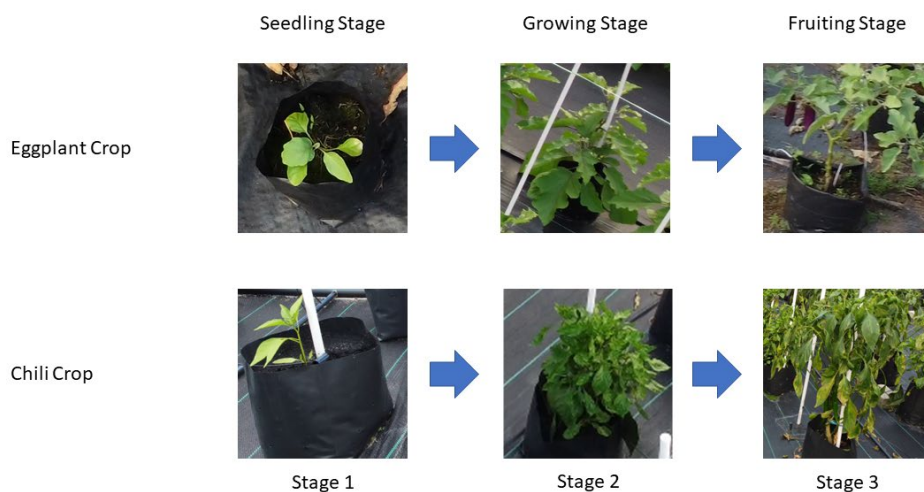 Seedling Stage
Growing Stage
Fruiting Stage
Eggplant Crop
Chili Crop
Stage 1
Stage 2
Stage 3